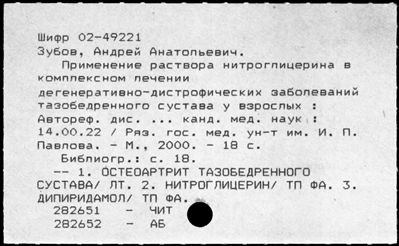 Шифр 02-49221
Зубов, Андрей Анатольевич.
Применение раствора нитроглицерина в
комплексном лечении
дегенеративно-дистрофических заболеваний
тазобедренного сустава у взрослых :
Автореф. дис. ... канд. мед. наук :
14.00.22 / Ряз. гос. мед. ун-т им. И. П.
Павлова. - М., 2000. - 18 с.
Библиогр.: с. 18.
-- 1. ОСТЕОАРТРИТ ТАЗОБЕДРЕННОГО
СУСТАВА/ ЛТ. 2. НИТРОГЛИЦЕРИН/ ТП ФА. 3.
ДИПИРИДАМОЛ/ ТП ФА.
282651 - ЧИТ
282652 - АБ